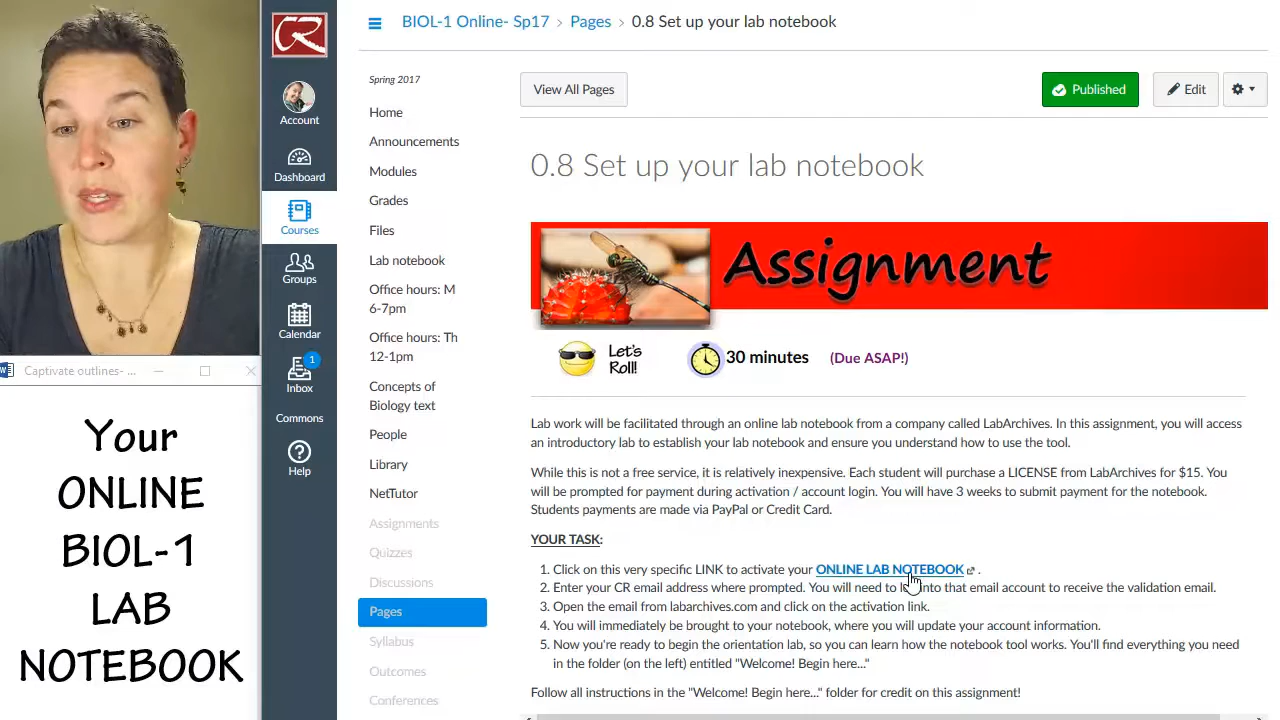 BIOL-1 Online- Sp17 > Pages > 0.8 Set up your lab notebook
Spring 2017
Home
Announcements
Modules
Grades
Files
Lab notebook
Office hours: M
6-7pm
Office hours: Th
12-1pm
Concepts of
Biology text
People
Library
NetTutor
Assignments
Quizzes
Discussions
Pages
Syllabus
Outcomes
Conferences
CR
Account
Dashboard
Courses
Groups
Calendar
1
Inbox
Commons
Help
View All Pages
Published
Edit
0.8 Set up your lab notebook
Assignment
Let's
Roll!
30 minutes (Due ASAP!)
Lab work will be facilitated through an online lab notebook from a company called LabArchives. In this assignment, you will access
an introductory lab to establish your lab notebook and ensure you understand how to use the tool.
While this is not a free service, it is relatively inexpensive. Each student will purchase a LICENSE from LabArchives for $15. You
will be prompted for payment during activation / account login. You will have 3 weeks to submit payment for the notebook.
Students payments are made via PayPal or Credit Card.
YOUR TASK:
1. Click on this very specific LINK to activate your ONLINE LAB NOTEBOOK .
2. Enter your CR email address where prompted. You will need to into that email account to receive the validation email.
3. Open the email from labarchives.com and click on the activation link.
4. You will immediately be brought to your notebook, where you will update your account information.
5. Now you're ready to begin the orientation lab, so you can learn how the notebook tool works. You'll find everything you need
in the folder (on the left) entitled "Welcome! Begin here..."
Follow all instructions in the "Welcome! Begin here..." folder for credit on this assignment!
Captivate outlines- ...
Your
ONLINE
BIOL-1
LAB
NOTEBOOK